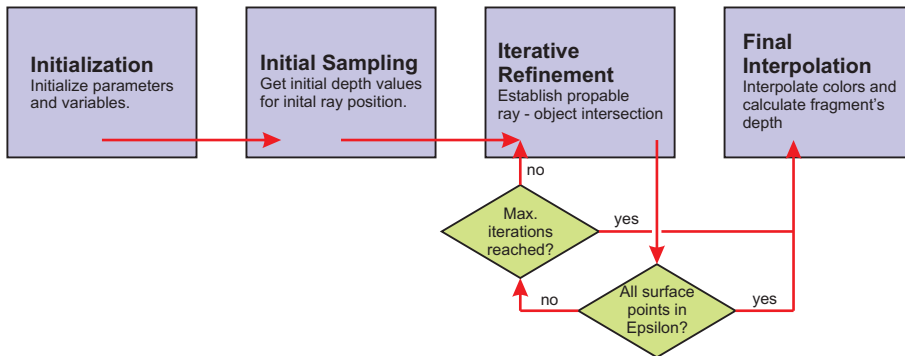 Initialization
Initialize parameters
and variables.
Initial Sampling
Get initial depth values
for inital ray position.
Iterative
Refinement
Establish propable
ray - object intersection
Final
Interpolation
Interpolate colors and
calculate fragment's
depth
no
Max.
iterations
reached?
yes
no
All surface
points in
Epsilon?
yes